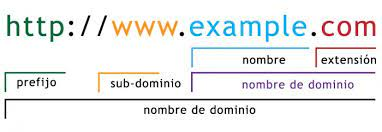 http://www.example.com
nombre extensión
prefijo sub-dominio nombre de dominio
nombre de dominio